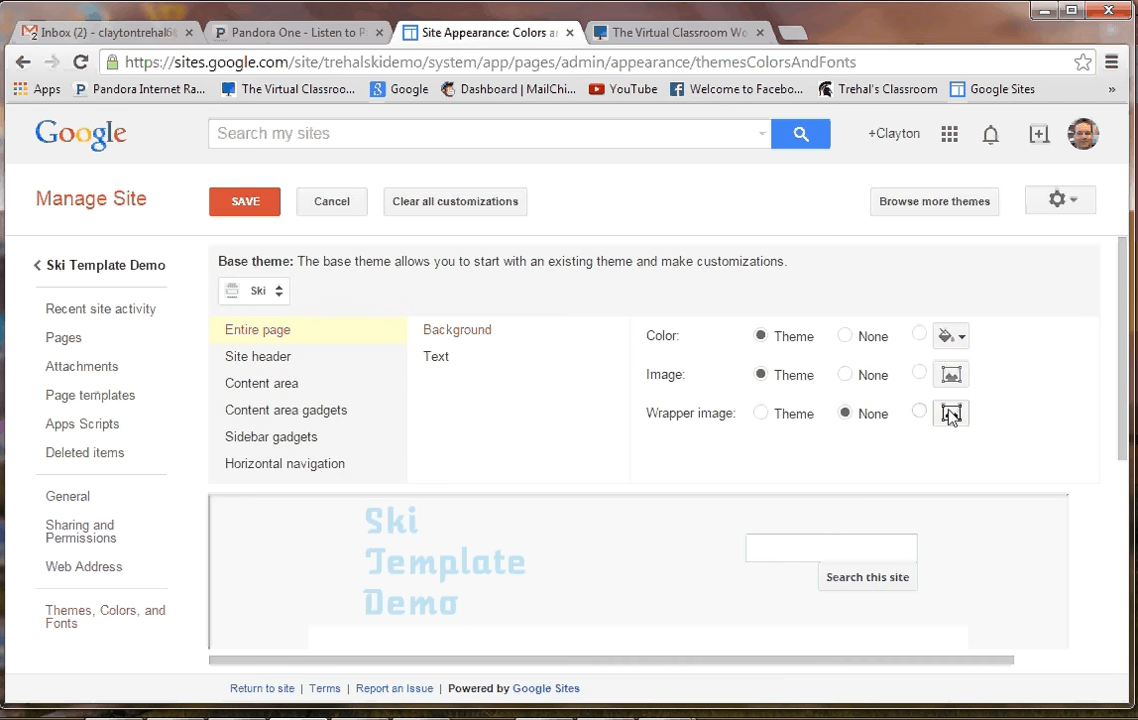 Inbox (2) - claytontrehal6
Pandora One - Listen to P
Site Appearance: Colors a
The Virtual Classroom Wo
https://sites.google.com/site/trehalskidemo/system/app/pages/admin/appearance/themesColorsAndFonts
Apps
Pandora Internet Ra...
The Virtual Classroo...
Google
Dashboard | MailChi...
YouTube
Welcome to Facebo...
Trehal's Classroom
Google Sites
»
Google
Search my sites
+Clayton
Manage Site
SAVE
Cancel
Clear all customizations
Browse more themes
Ski Template Demo
Recent site activity
Pages
Attachments
Page templates
Apps Scripts
Deleted items
General
Sharing and
Permissions
Web Address
Themes, Colors, and
Fonts
Base theme: The base theme allows you to start with an existing theme and make customizations.
Ski
Entire page
Site header
Content area
Content area gadgets
Sidebar gadgets
Horizontal navigation
Background
Text
Color: Theme None
Image: Theme None
Wrapper image: Theme None
Ski
Template
Demo
Search this site
Return to site | Terms | Report an Issue | Powered by Google Sites